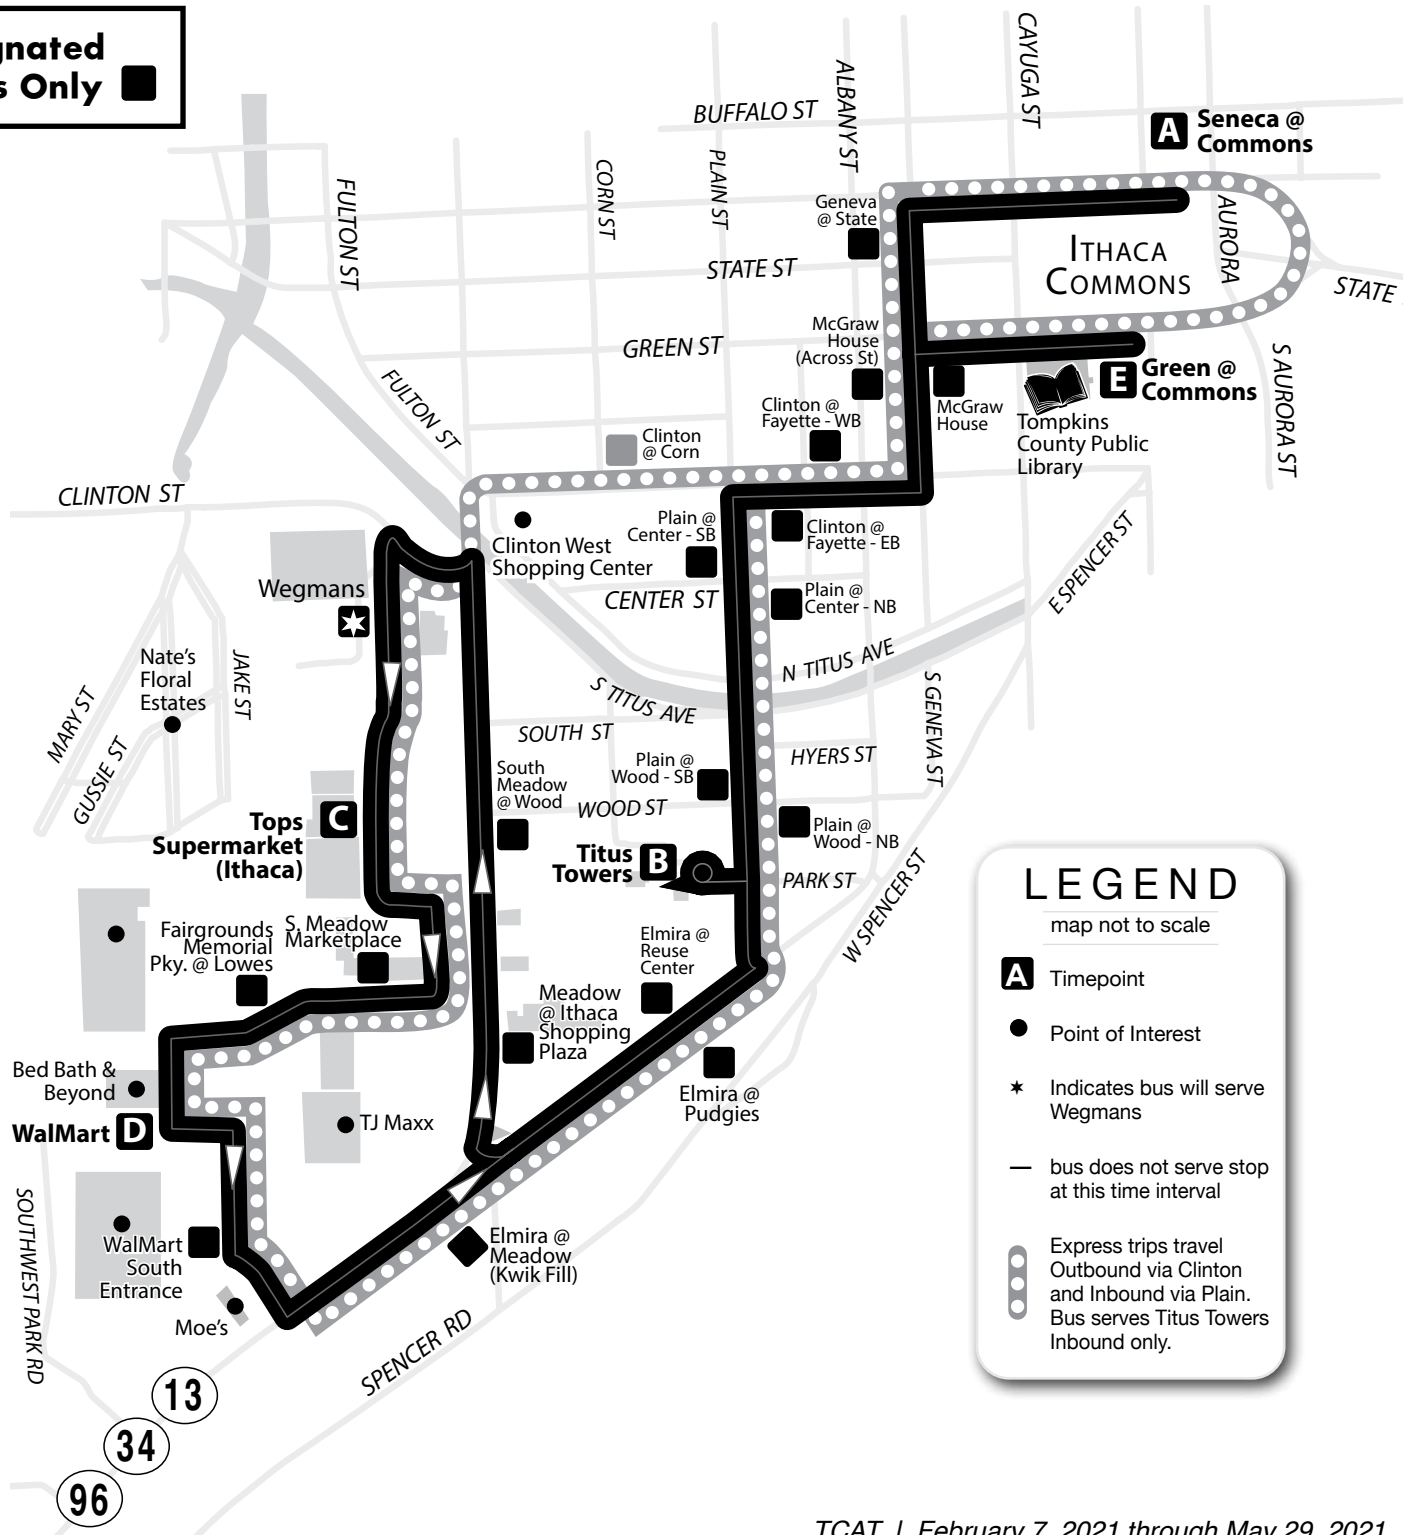 gnated
s Only
BUFFALO ST
ALBANY ST
CAYUGA ST
A
Seneca @
Commons
FULTON ST
CORN ST
PLAIN ST
Geneva
@ State
AURORA
ITHACA
COMMONS
STATE ST
STATE
McGraw
House
(Across St)
GREEN ST
S AURORA ST
E
Green @
Commons
FULTON ST
Clinton @
Fayette - WB
McGraw
House
Tompkins
County Public
Library
Clinton
@ Corn
CLINTON ST
Plain @
Center - SB
Clinton @
Fayette - EB
Clinton West
Shopping Center
E SPENCER ST
Wegmans
CENTER ST
Plain @
Center - NB
Nate's
Floral
Estates
JAKE ST
N TITUS AVE
MARY ST
S TITUS AVE
S GENEVA ST
GUSSIE ST
SOUTH ST
HYERS ST
South
Meadow
@ Wood
Plain @
Wood - SB
WOOD ST
C
Tops
Supermarket
(Ithaca)
Plain @
Wood - NB
Titus
Towers
B
PARK ST
W SPENCER ST
Fairgrounds
Memorial
Pky. @ Lowes
S. Meadow
Marketplace
Elmira @
Reuse
Center
Meadow
@ Ithaca
Shopping
Plaza
Bed Bath &
Beyond
Elmira @
Pudgies
WalMart D
TJ Maxx
SOUTHWEST PARK RD
WalMart
South
Entrance
Elmira @
Meadow
(Kwik Fill)
Moe's
SPENCER RD
13
34
96
LEGEND
map not to scale
A Timepoint
Point of Interest
Indicates bus will serve
Wegmans
— bus does not serve stop
at this time interval
Express trips travel
Outbound via Clinton
and Inbound via Plain.
Bus serves Titus Towers
Inbound only.
TCAT | February 7, 2021 through May 29, 2021